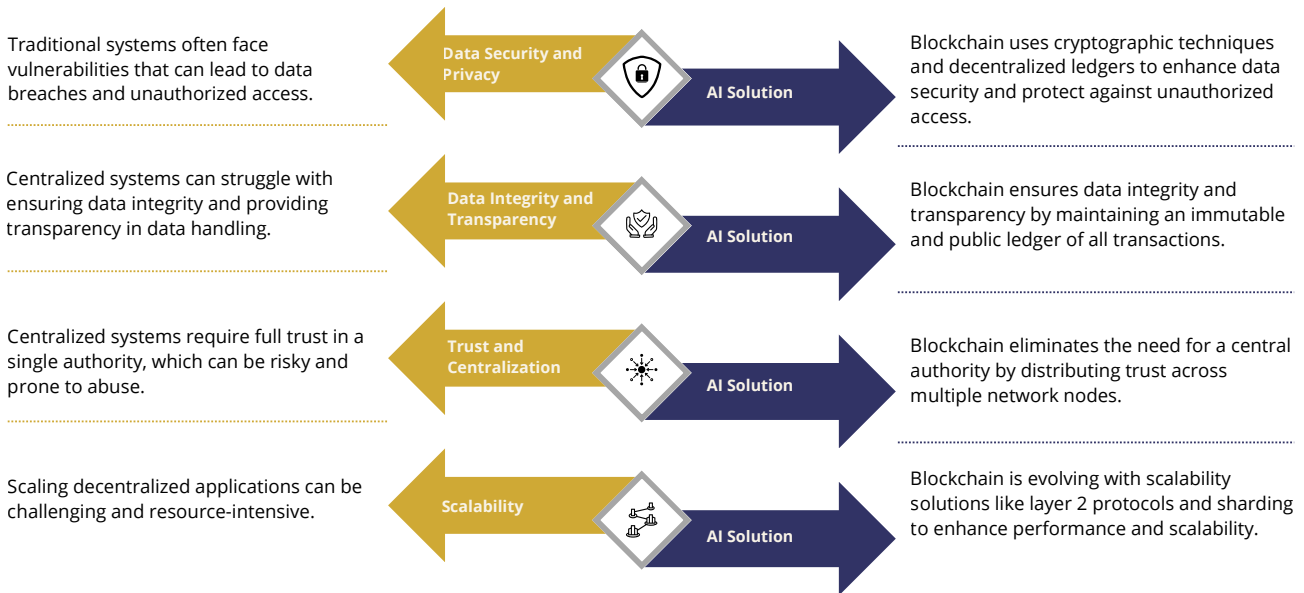 Traditional systems often face
vulnerabilities that can lead to data
breaches and unauthorized access.
Data Security and
Privacy
AI Solution
Blockchain uses cryptographic techniques
and decentralized ledgers to enhance data
security and protect against unauthorized
access.
Centralized systems can struggle with
ensuring data integrity and providing
transparency in data handling.
Data Integrity and
Transparency
AI Solution
Blockchain ensures data integrity and
transparency by maintaining an immutable
and public ledger of all transactions.
Centralized systems require full trust in a
single authority, which can be risky and
prone to abuse.
Trust and
Centralization
AI Solution
Blockchain eliminates the need for a central
authority by distributing trust across
multiple network nodes.
Scaling decentralized applications can be
challenging and resource-intensive.
Scalability
AI Solution
Blockchain is evolving with scalability
solutions like layer 2 protocols and sharding
to enhance performance and scalability.